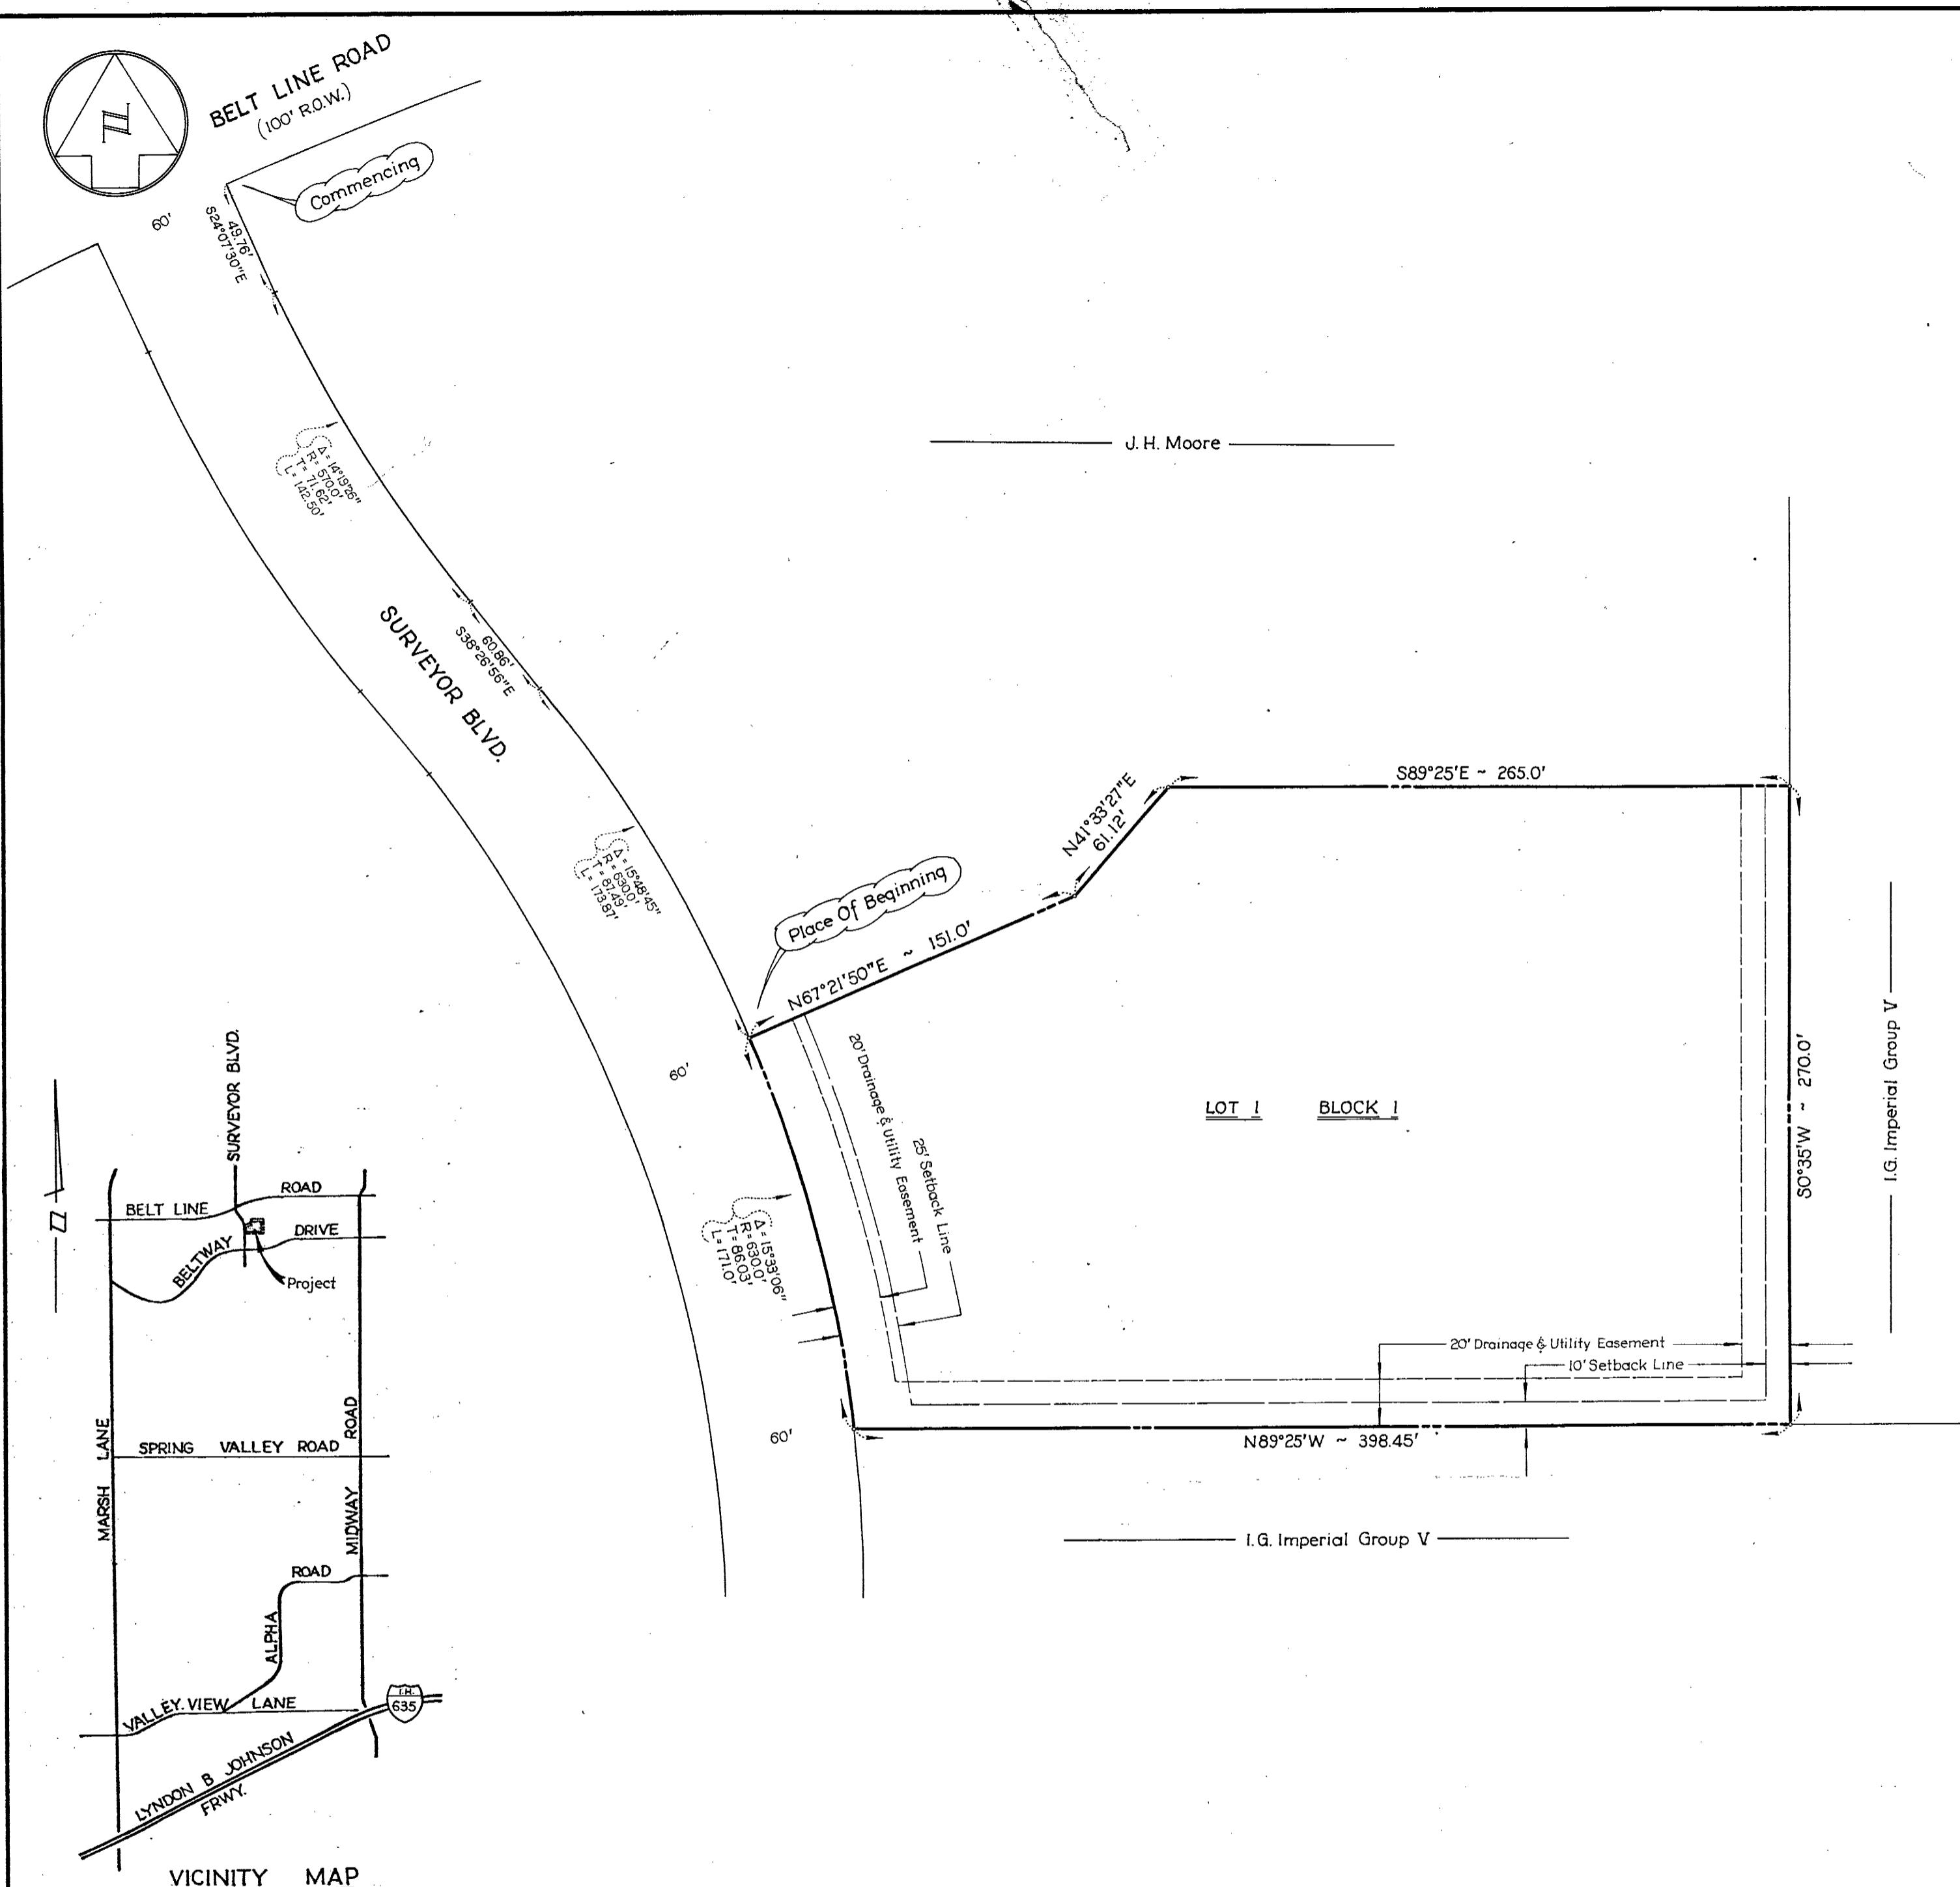 BELT LINE ROAD
(100' R.O.W.)
Commencing
60'
49.76'
S24°07'30"E
Δ= 14°19'26"
R= 570.0'
T= 71.62'
L= 142.50'
J. H. Moore
60.86'
S38°26'56"E
SURVEYOR BLVD.
S89°25'E ~ 265.0'
N41°33'27"E
61.12'
Δ= 15°48'45"
R= 630.0'
T= 87.49'
L= 173.87'
Place Of Beginning
N67°21'50"E ~ 151.0'
60'
20' Drainage & Utility Easement
25' Setback Line
LOT 1 BLOCK 1
S0°35'W ~ 270.0'
I.G. Imperial Group V
Δ= 15°33'06"
R= 630.0'
T= 86.03'
L= 171.0'
20' Drainage & Utility Easement
10' Setback Line
60'
N89°25'W ~ 398.45'
I.G. Imperial Group V
SURVEYOR BLVD.
BELT LINE ROAD
BELTWAY DRIVE
Project
MARSH LANE
MIDWAY ROAD
SPRING VALLEY ROAD
ALPHA ROAD
VALLEY VIEW LANE
I.H.
635
LYNDON B JOHNSON
FRWY.
VICINITY MAP
N
N